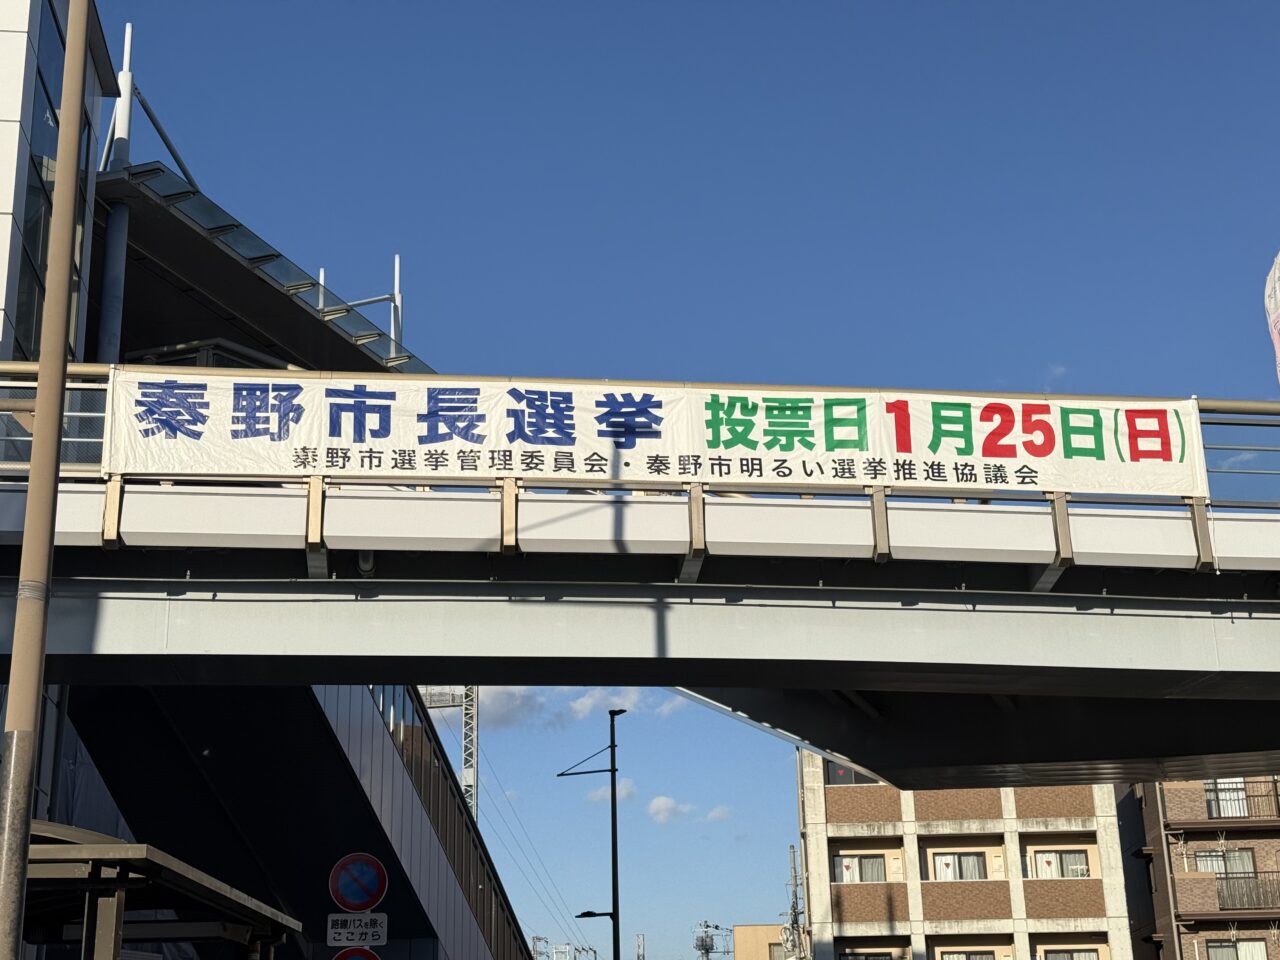 秦野市長選挙 投票日1月25日(日)
秦野市選挙管理委員会・秦野市明るい選挙推進協議会
路線バスを除く
ここから